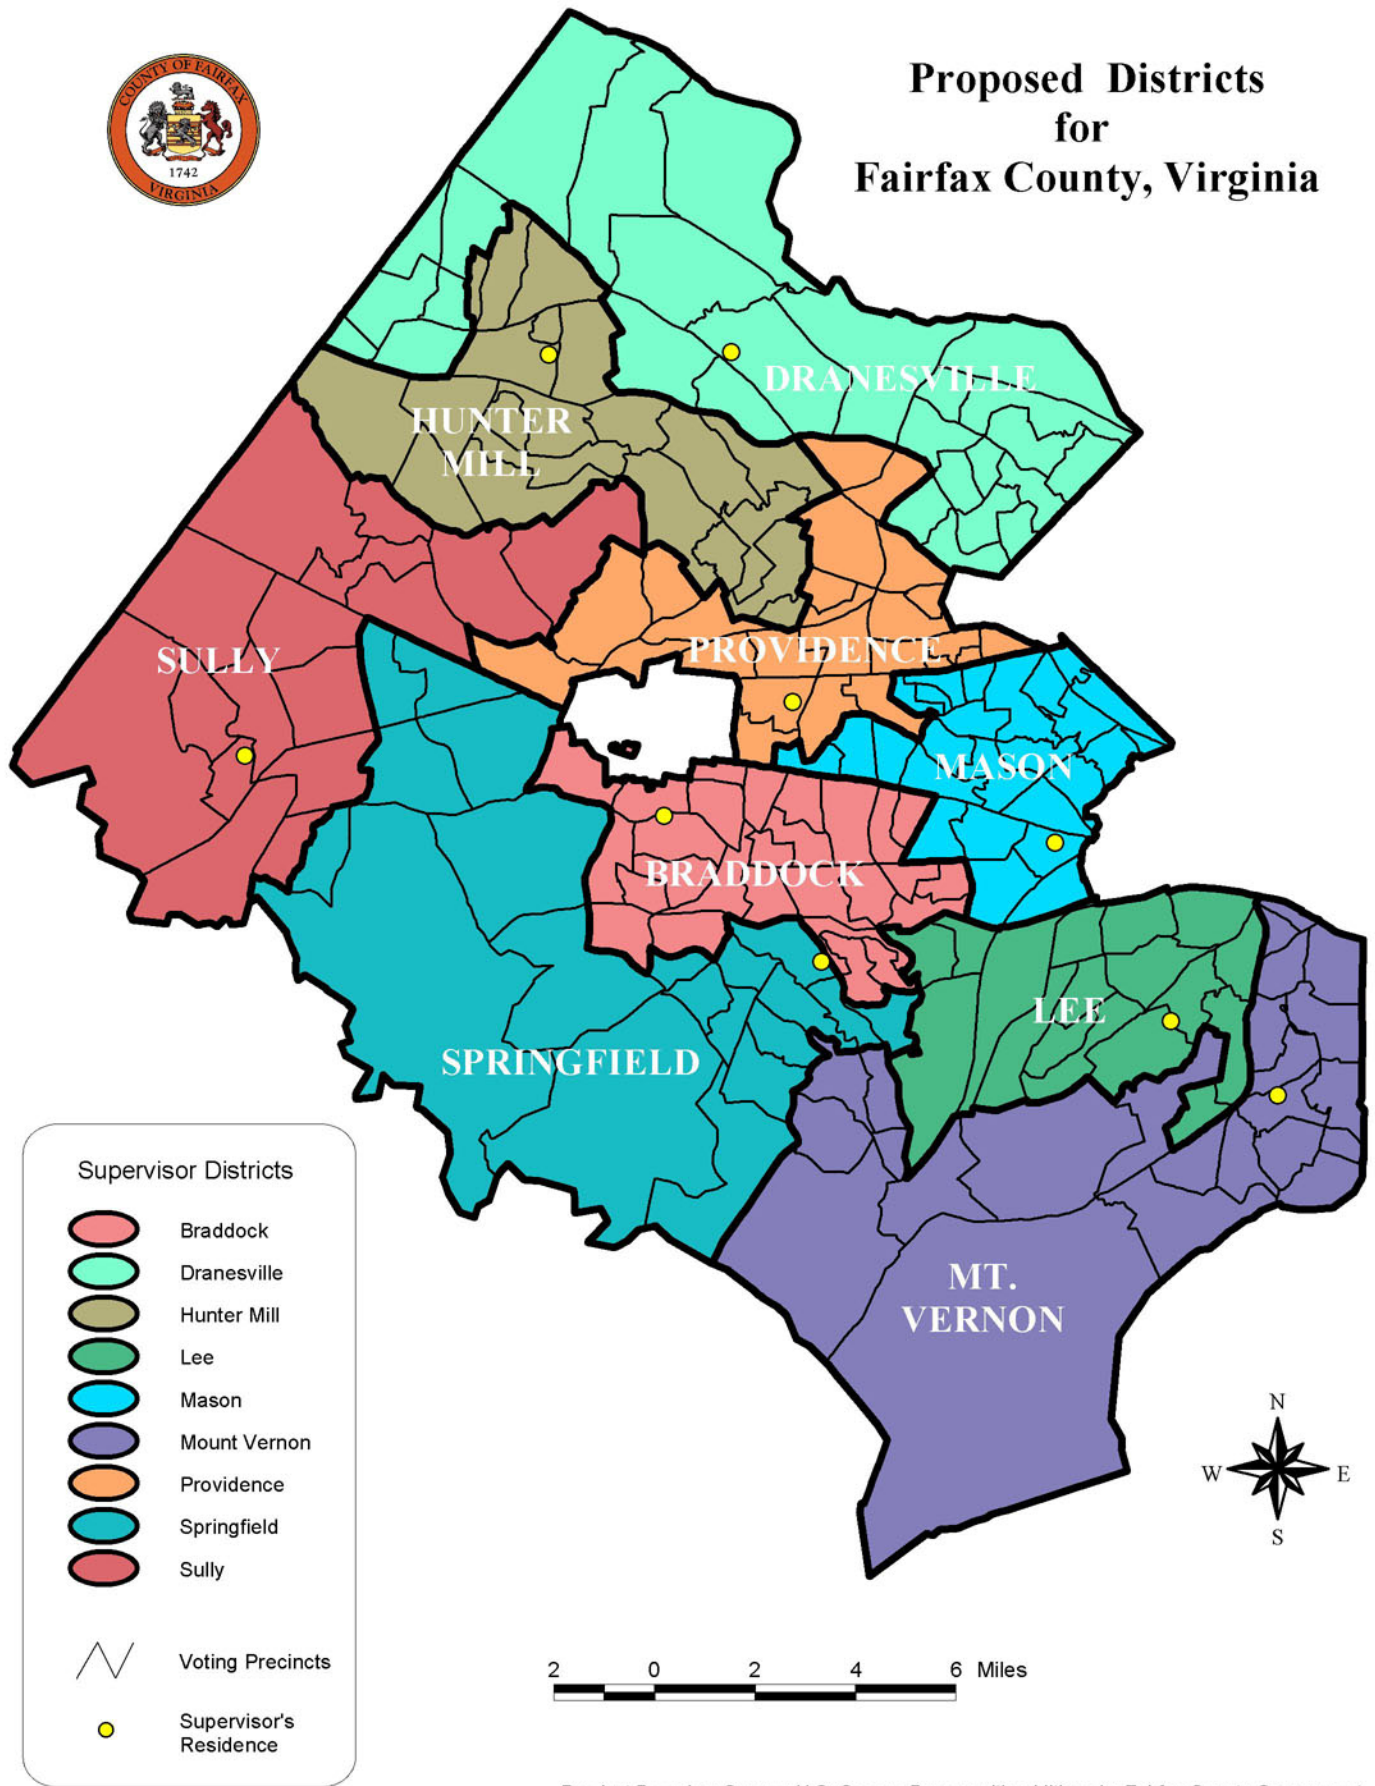 COUNTY OF FAIRFAX
1742
VIRGINIA
Proposed Districts
for
Fairfax County, Virginia
DRANESVILLE
HUNTER
MILL
SULLY
PROVIDENCE
MASON
BRADDOCK
LEE
SPRINGFIELD
MT.
VERNON
Supervisor Districts
Braddock
Dranesville
Hunter Mill
Lee
Mason
Mount Vernon
Providence
Springfield
Sully
Voting Precincts
Supervisor's
Residence
N
W E
S
2 0 2 4 6 Miles